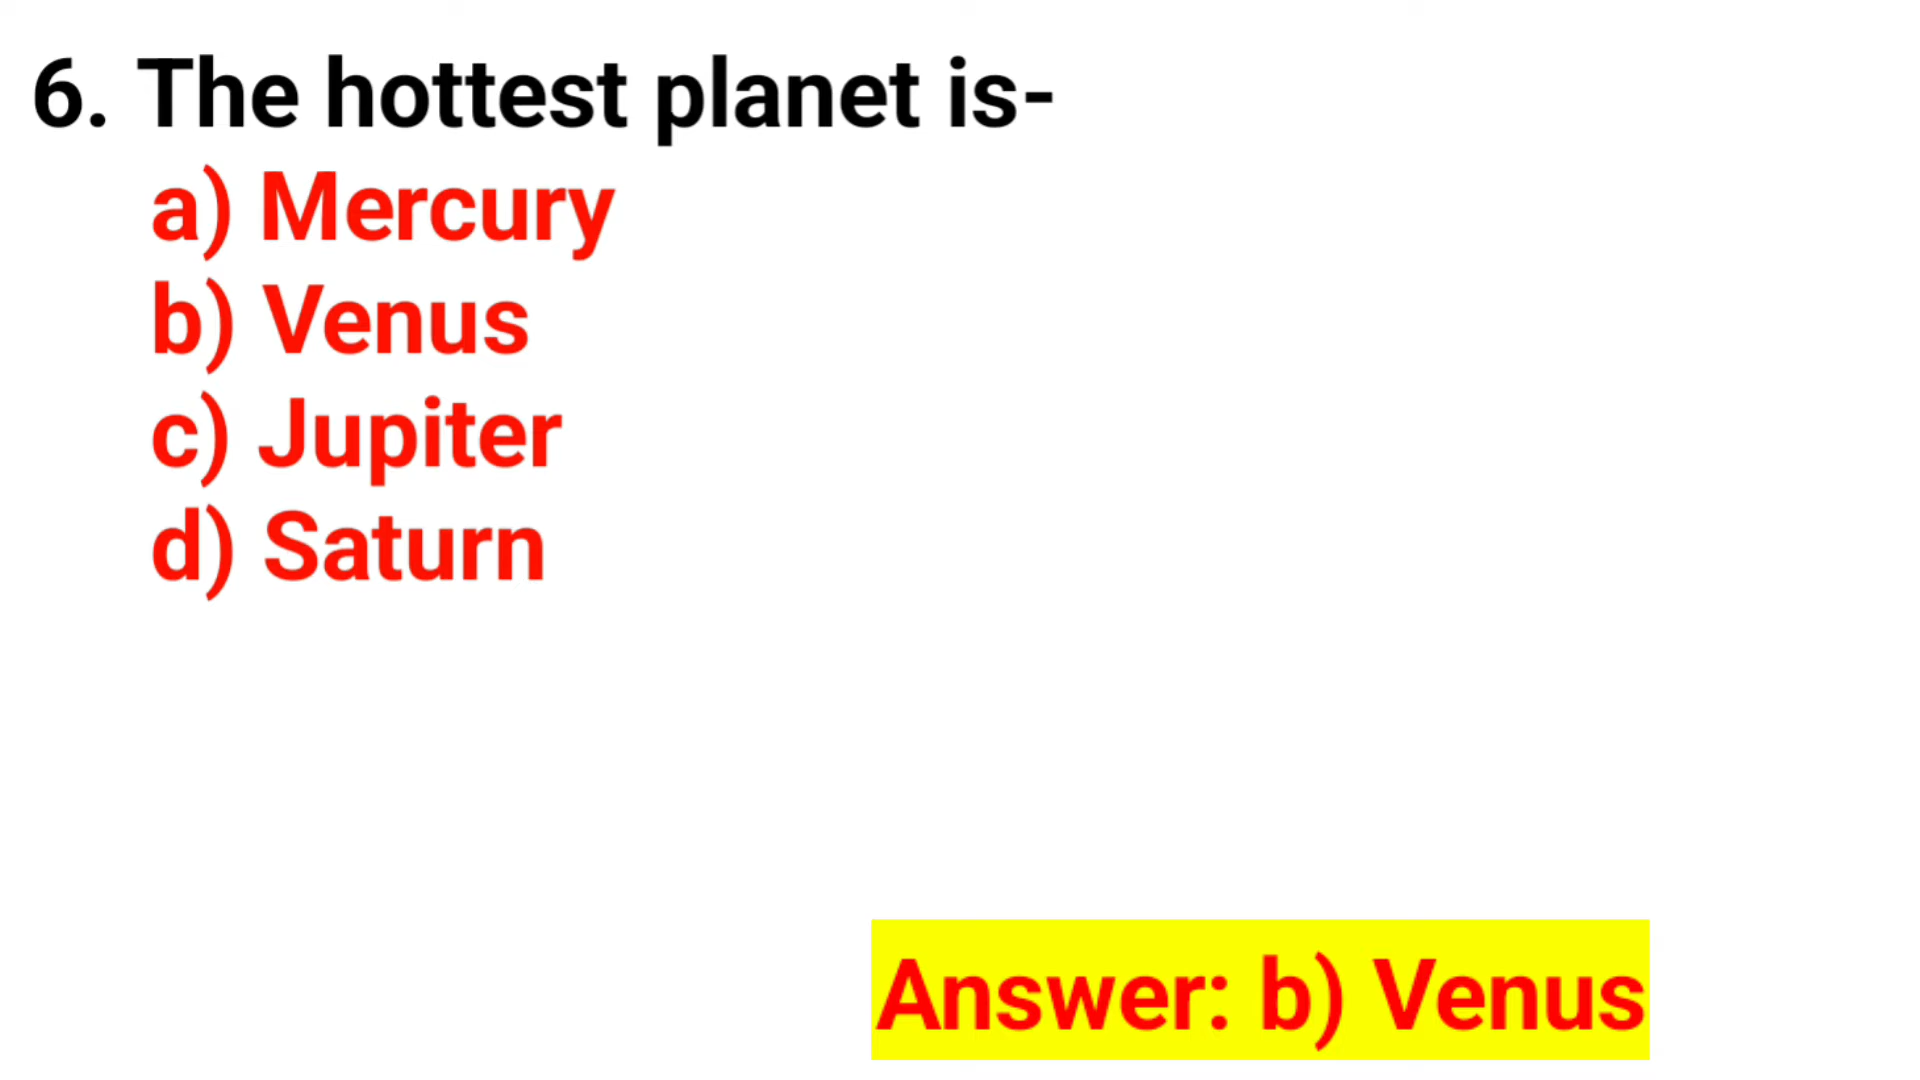 6. The hottest planet is-
a) Mercury
b) Venus
c) Jupiter
d) Saturn
Answer: b) Venus